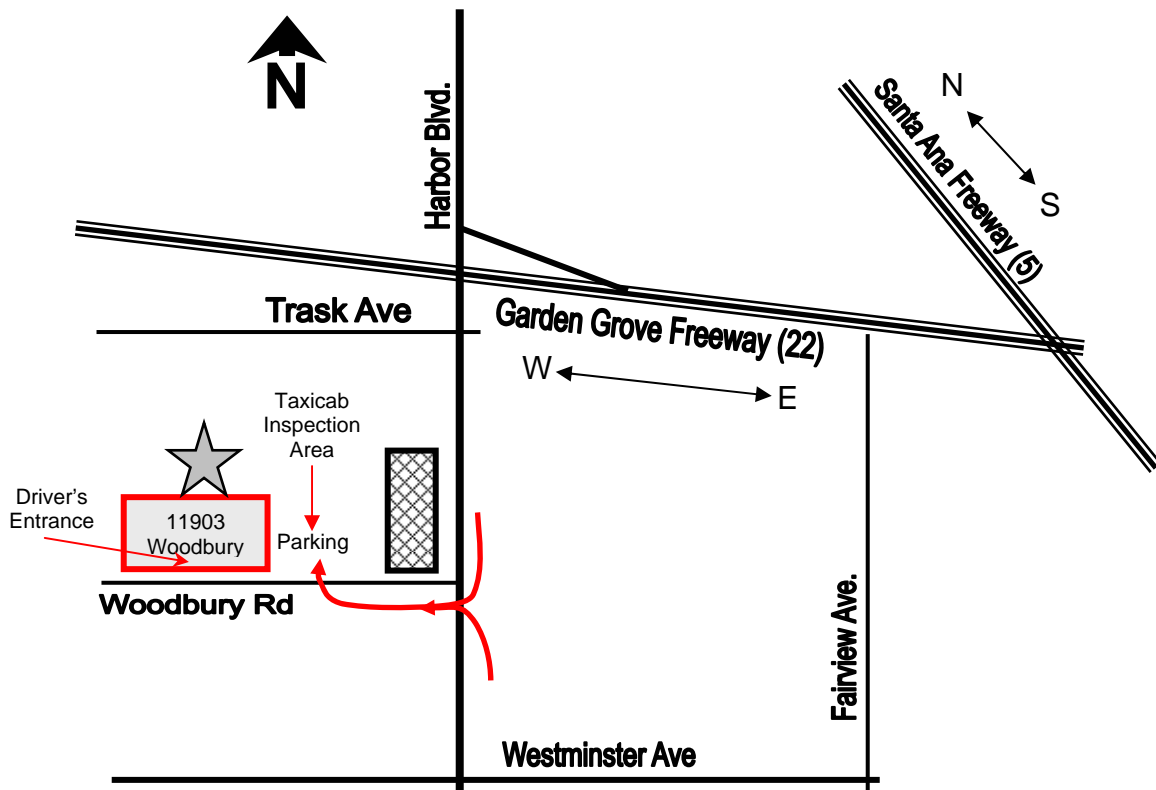 N
Harbor Blvd.
Santa Ana Freeway (5)
N
S
Trask Ave
Garden Grove Freeway (22)
W
E
Taxicab
Inspection
Area
Driver's
Entrance
11903
Woodbury
Parking
Woodbury Rd
Fairview Ave.
Westminster Ave